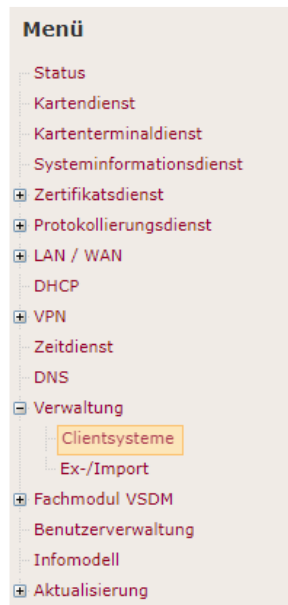 Menü
Status
Kartendienst
Kartenterminaldienst
Systeminformationsdienst
Zertifikatsdienst
Protokollierungsdienst
LAN / WAN
DHCP
VPN
Zeitdienst
DNS
Verwaltung
Clientsysteme
Ex-/Import
Fachmodul VSDM
Benutzerverwaltung
Infomodell
Aktualisierung